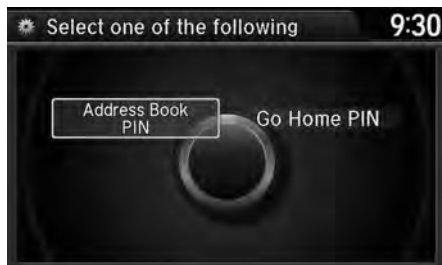 Select one of the following 9:30
Address Book
PIN
Go Home PIN